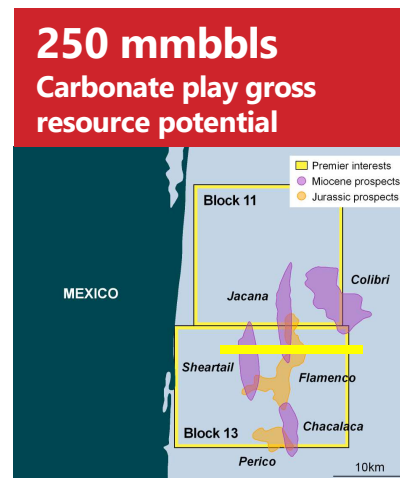 250 mmbbls
Carbonate play gross
resource potential
Premier interests
Miocene prospects
Jurassic prospects
Block 11
Colibri
MEXICO
Jacana
Sheartail
Flamenco
Chacalaca
Block 13
Perico
10km